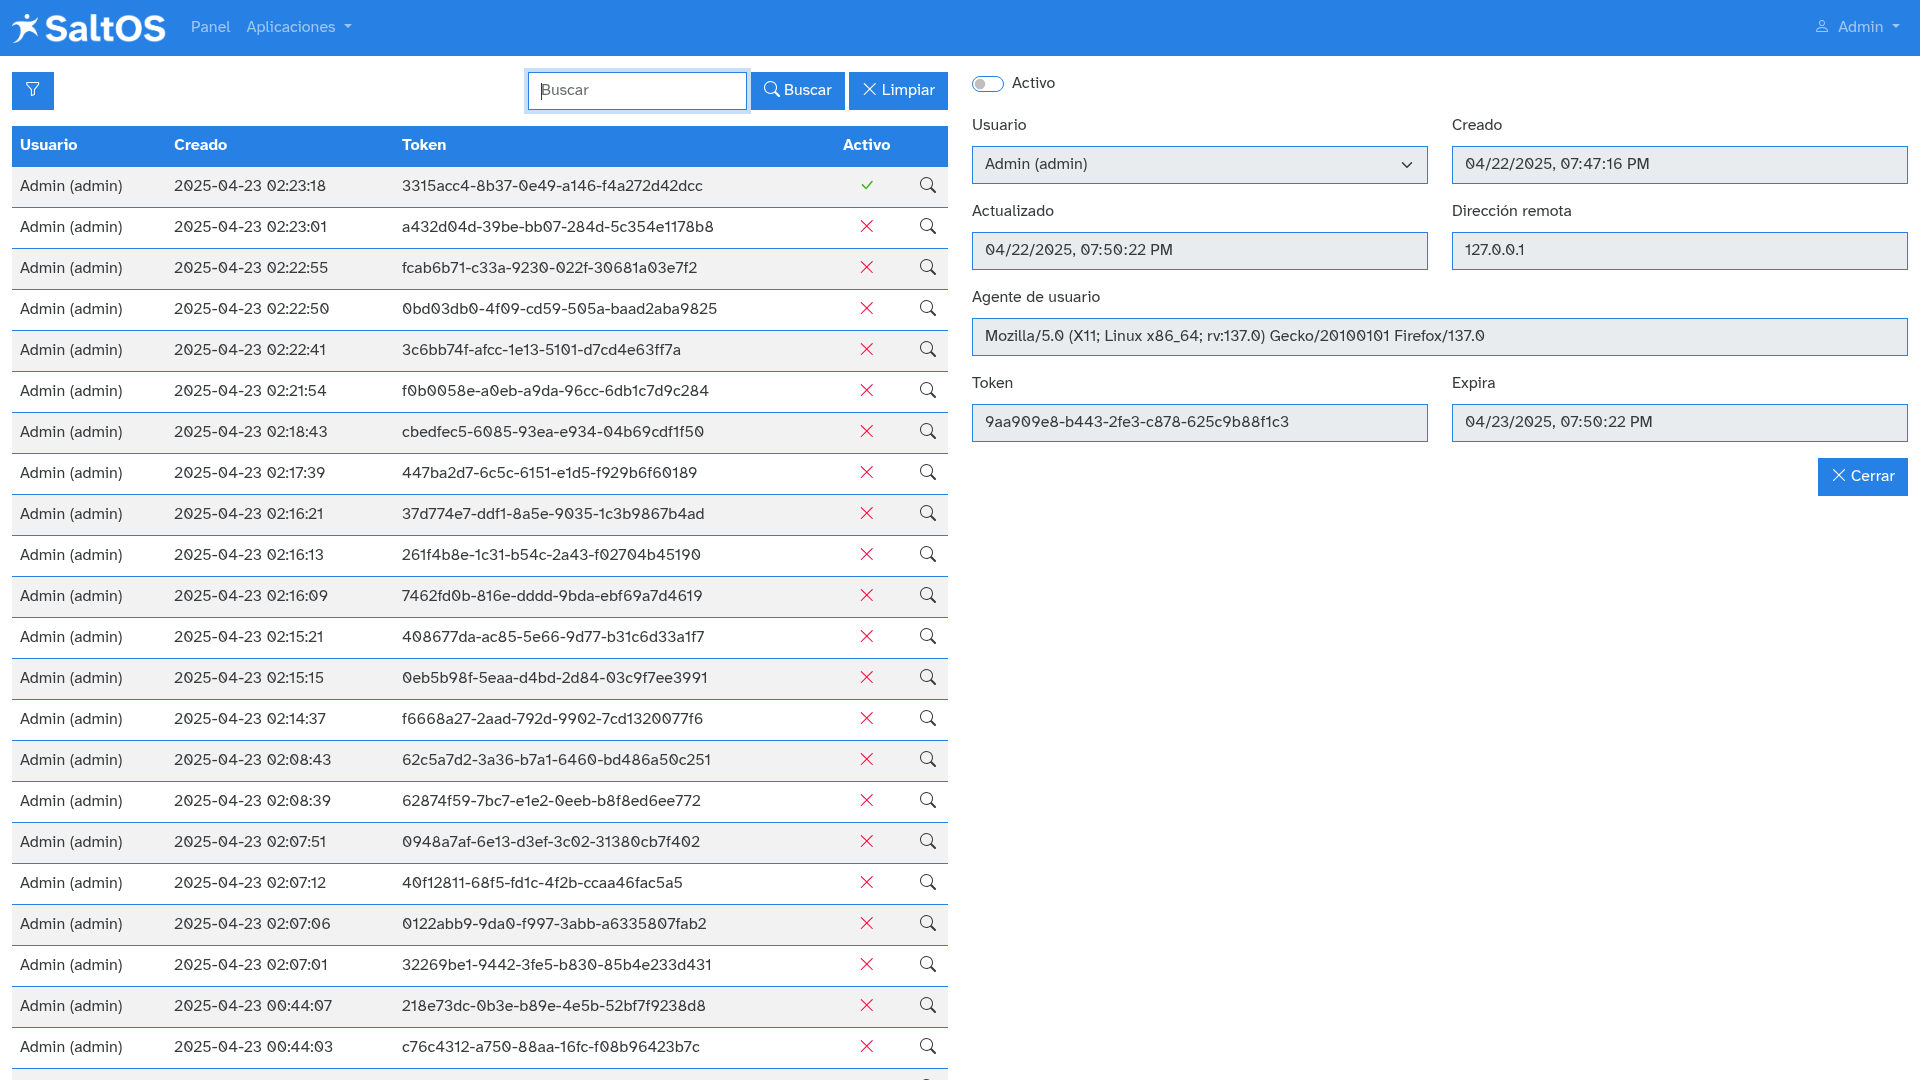 SaltOS Panel Aplicaciones Admin
Buscar Buscar Limpiar
Usuario Creado Token Activo
Admin (admin) 2025-04-23 02:23:18 3315acc4-8b37-0e49-a146-f4a272d42dcc
Admin (admin) 2025-04-23 02:23:01 a432d04d-39be-bb07-284d-5c354e1178b8
Admin (admin) 2025-04-23 02:22:55 fcab6b71-c33a-9230-022f-30681a03e7f2
Admin (admin) 2025-04-23 02:22:50 0bd03db0-4f09-cd59-505a-baad2aba9825
Admin (admin) 2025-04-23 02:22:41 3c6bb74f-afcc-1e13-5101-d7cd4e63ff7a
Admin (admin) 2025-04-23 02:21:54 f0b0058e-a0eb-a9da-96cc-6db1c7d9c284
Admin (admin) 2025-04-23 02:18:43 cbedfec5-6085-93ea-e934-04b69cdf1f50
Admin (admin) 2025-04-23 02:17:39 447ba2d7-6c5c-6151-e1d5-f929b6f60189
Admin (admin) 2025-04-23 02:16:21 37d774e7-ddf1-8a5e-9035-1c3b9867b4ad
Admin (admin) 2025-04-23 02:16:13 261f4b8e-1c31-b54c-2a43-f02704b45190
Admin (admin) 2025-04-23 02:16:09 7462fd0b-816e-dddd-9bda-ebf69a7d4619
Admin (admin) 2025-04-23 02:15:21 408677da-ac85-5e66-9d77-b31c6d33a1f7
Admin (admin) 2025-04-23 02:15:15 0eb5b98f-5eaa-d4bd-2d84-03c9f7ee3991
Admin (admin) 2025-04-23 02:14:37 f6668a27-2aad-792d-9902-7cd1320077f6
Admin (admin) 2025-04-23 02:08:43 62c5a7d2-3a36-b7a1-6460-bd486a50c251
Admin (admin) 2025-04-23 02:08:39 62874f59-7bc7-e1e2-0eeb-b8f8ed6ee772
Admin (admin) 2025-04-23 02:07:51 0948a7af-6e13-d3ef-3c02-31380cb7f402
Admin (admin) 2025-04-23 02:07:12 40f12811-68f5-fd1c-4f2b-ccaa46fac5a5
Admin (admin) 2025-04-23 02:07:06 0122abb9-9da0-f997-3abb-a6335807fab2
Admin (admin) 2025-04-23 02:07:01 32269be1-9442-3fe5-b830-85b4e233d431
Admin (admin) 2025-04-23 00:44:07 218e73dc-0b3e-b89e-4e5b-52bf7f9238d8
Admin (admin) 2025-04-23 00:44:03 c76c4312-a750-88aa-16fc-f08b96423b7c
Activo
Usuario Creado
Admin (admin) 04/22/2025, 07:47:16 PM
Actualizado Dirección remota
04/22/2025, 07:50:22 PM 127.0.0.1
Agente de usuario
Mozilla/5.0 (X11; Linux x86_64; rv:137.0) Gecko/20100101 Firefox/137.0
Token Expira
9aa909e8-b443-2fe3-c878-625c9b88f1c3 04/23/2025, 07:50:22 PM
Cerrar